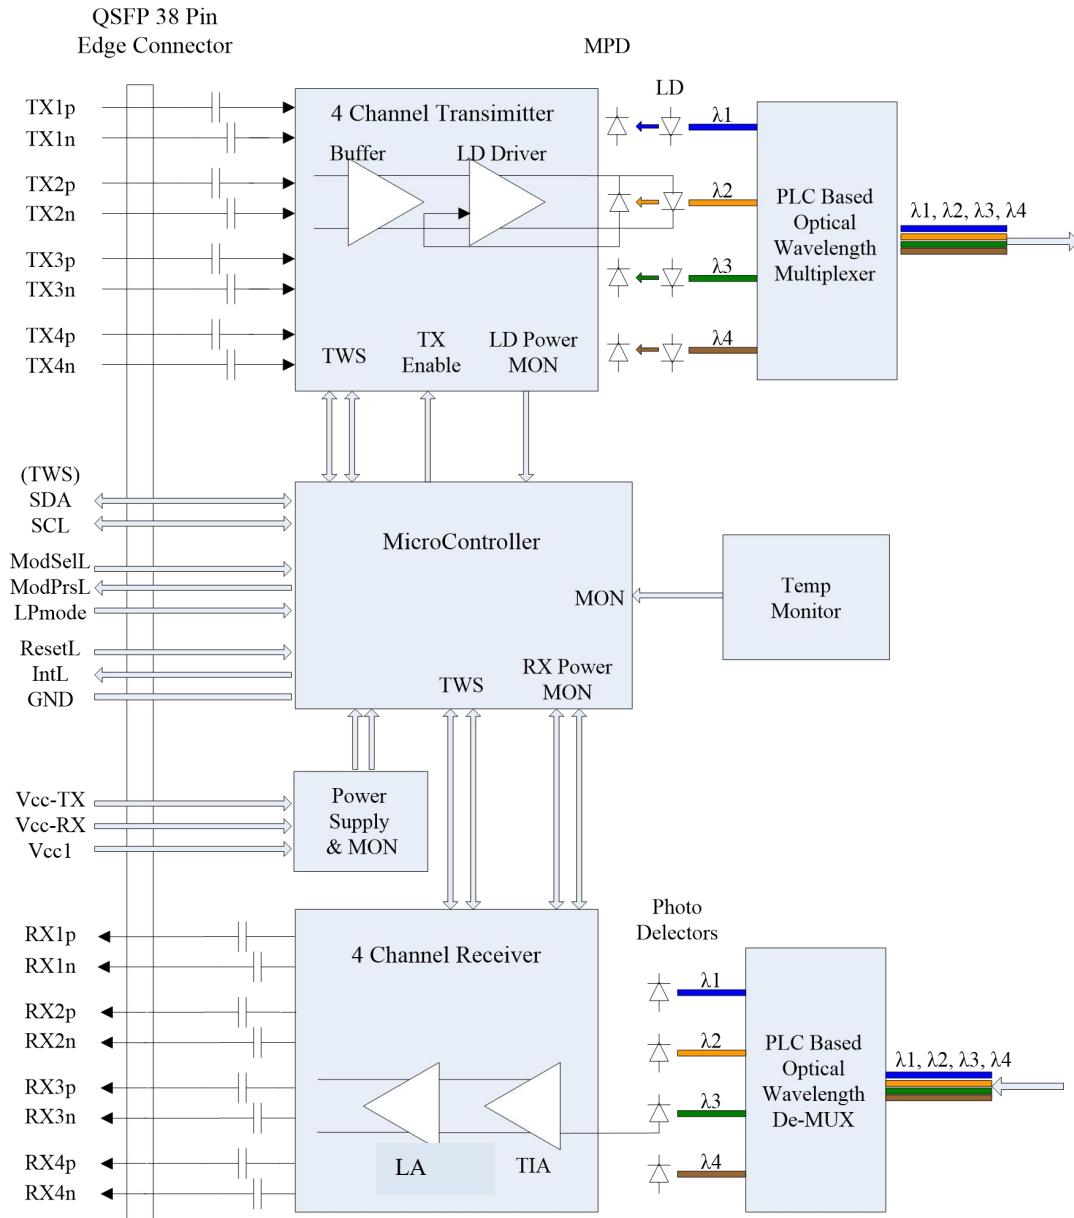 QSFP 38 Pin
Edge Connector
MPD
LD
TX1p
TX1n
TX2p
TX2n
TX3p
TX3n
TX4p
TX4n
4 Channel Transimitter
Buffer
LD Driver
TWS
TX
Enable
LD Power
MON
λ1
λ2
λ3
λ4
PLC Based
Optical
Wavelength
Multiplexer
λ1, λ2, λ3, λ4
(TWS)
SDA
SCL
ModSelL
ModPrsL
LPmode
ResetL
IntL
GND
MicroController
MON
TWS
RX Power
MON
Temp
Monitor
Vcc-TX
Vcc-RX
Vcc1
Power
Supply
& MON
RX1p
RX1n
RX2p
RX2n
RX3p
RX3n
RX4p
RX4n
4 Channel Receiver
LA
TIA
Photo
Delectors
λ1
λ2
λ3
λ4
PLC Based
Optical
Wavelength
De-MUX
λ1, λ2, λ3, λ4